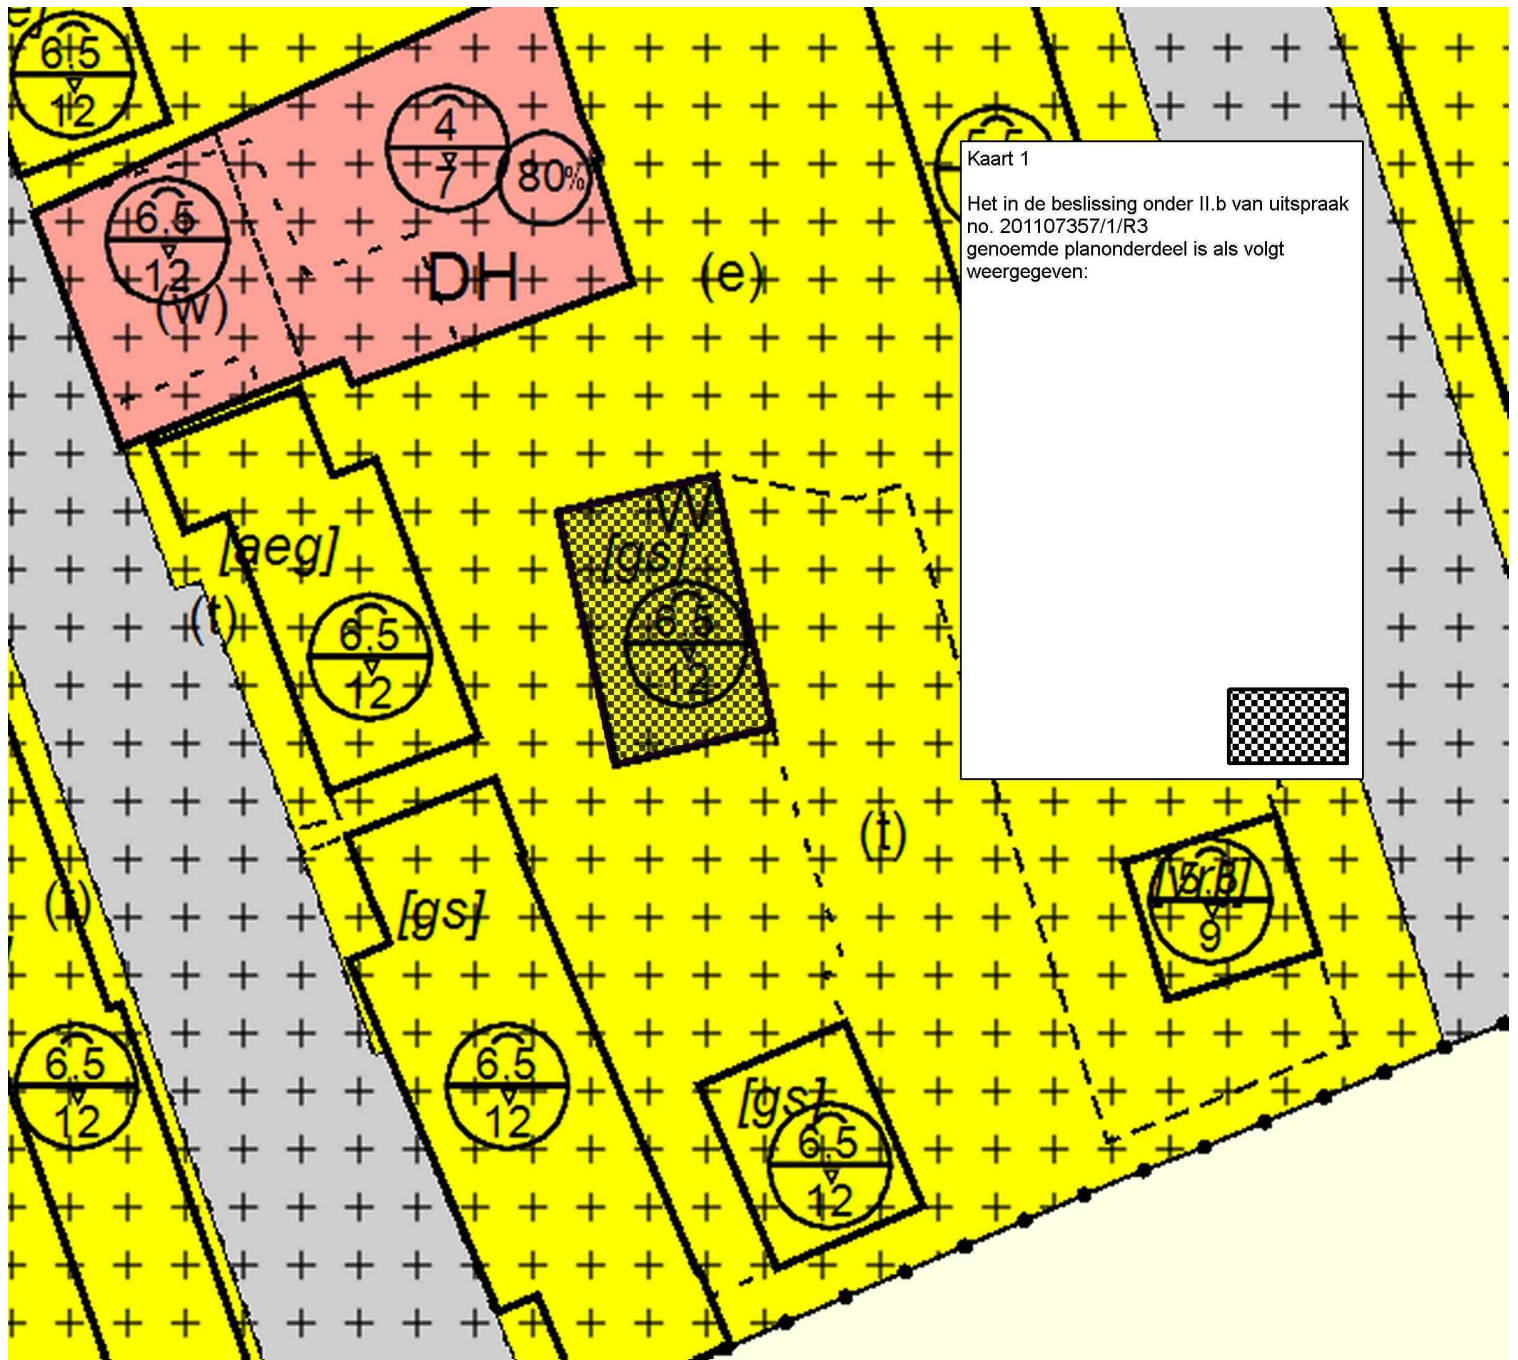 6.5
12
4
7
80%
6.5
12
(w)
DH
(e)
5.5
Kaart 1
Het in de beslissing onder II.b van uitspraak
no. 201107357/1/R3
genoemde planonderdeel is als volgt
weergegeven:
[aeg]
(t)
6.5
12
W
[gs]
6.5
12
(t)
(t)
[gs]
9
6.5
12
6.5
12
[gs]
6.5
12